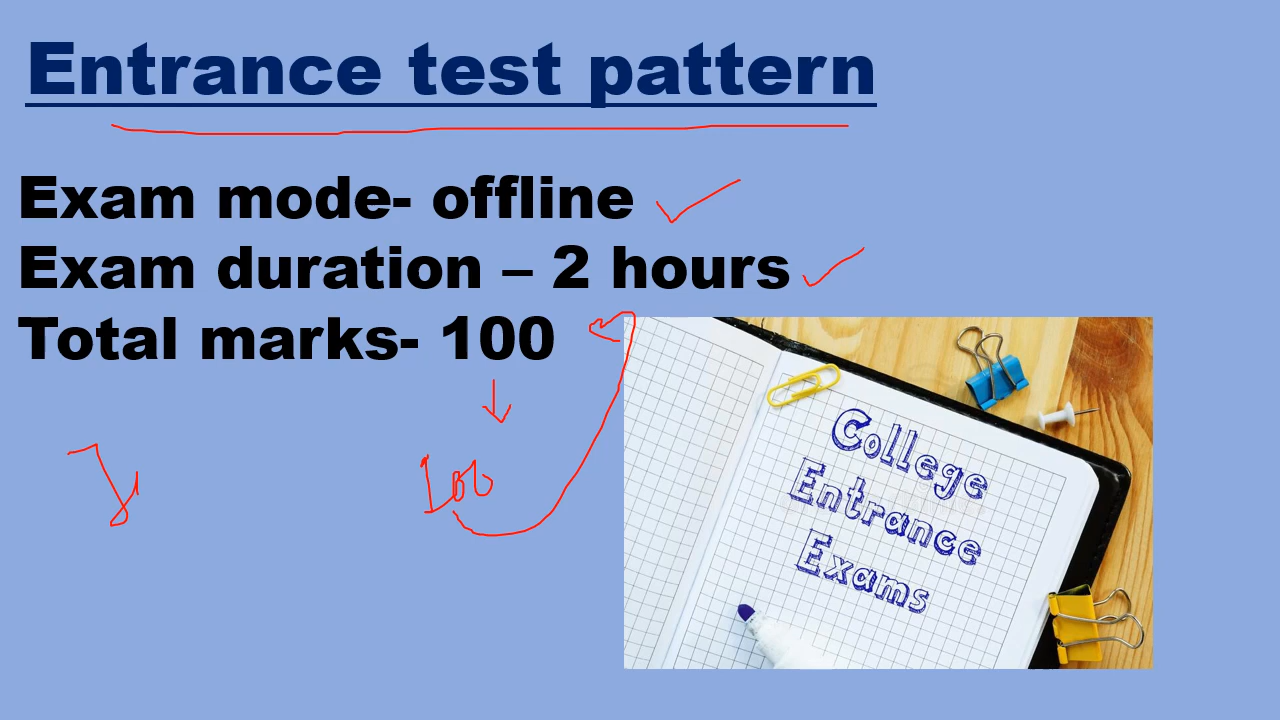 Entrance test pattern
Exam mode- offline
Exam duration – 2 hours
Total marks- 100
100
College
Entrance
Exams